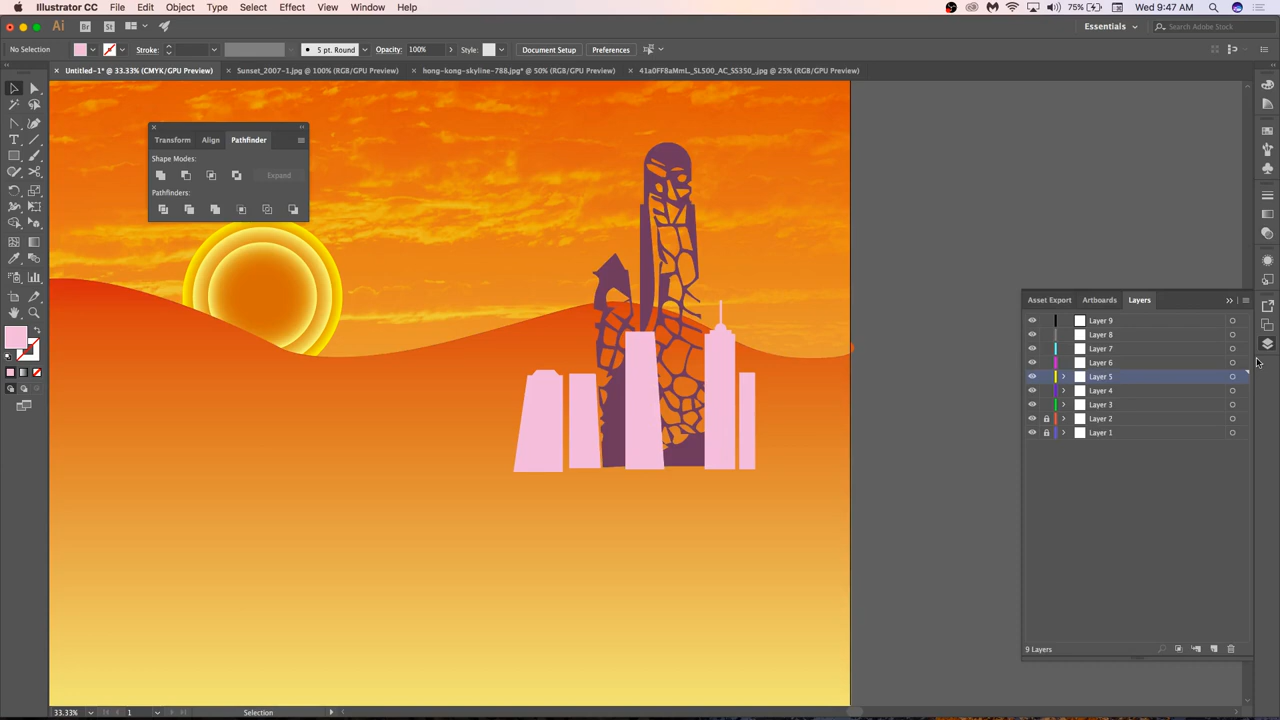 Illustrator CC File Edit Object Type Select Effect View Window Help 75% Wed 9:47 AM
Ai Br St Essentials Search Adobe Stock
No Selection Stroke: 5 pt. Round Opacity: 100% Style: Document Setup Preferences
Untitled-1* @ 33.33% (CMYK/GPU Preview) Sunset_2007-1.jpg @ 100% (RGB/GPU Preview) hong-kong-skyline-788.jpg* @ 50% (RGB/GPU Preview) 41a0FF8aMmL._SL500_AC_SS350_.jpg @ 25% (RGB/GPU Preview)
Transform Align Pathfinder
Shape Modes:
Expand
Pathfinders:
Asset Export Artboards Layers
Layer 9
Layer 8
Layer 7
Layer 6
Layer 5
Layer 4
Layer 3
Layer 2
Layer 1
9 Layers
33.33% 1 Selection